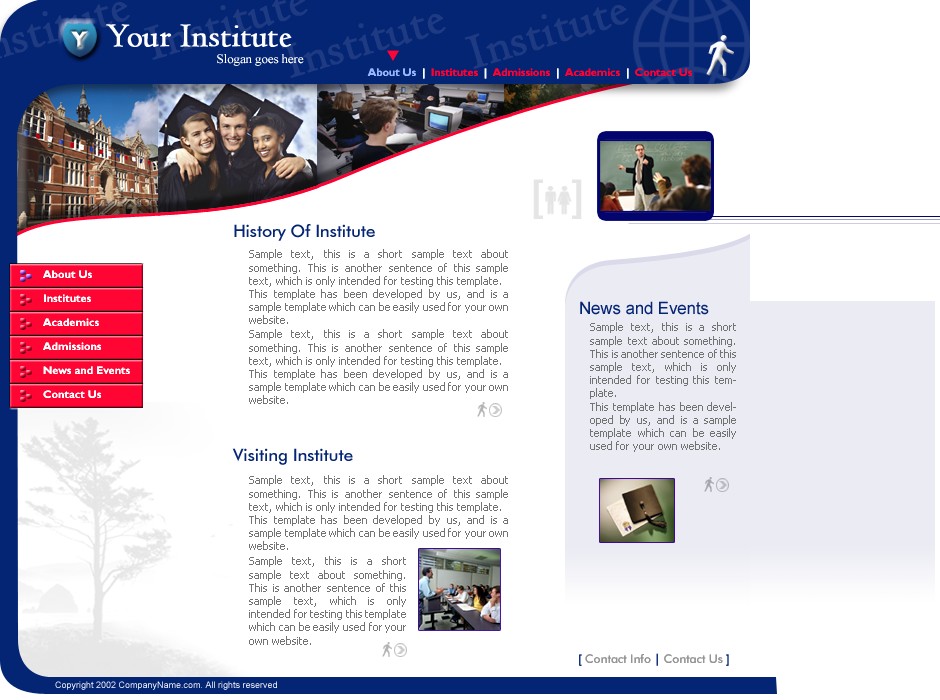 Your Institute
Slogan goes here
About Us | Institutes | Admissions | Academics | Contact Us
About Us
Institutes
Academics
Admissions
News and Events
Contact Us
History Of Institute
Sample text, this is a short sample text about
something. This is another sentence of this sample
text, which is only intended for testing this template.
This template has been developed by us, and is a
sample template which can be easily used for your own
website.
Sample text, this is a short sample text about
something. This is another sentence of this sample
text, which is only intended for testing this template.
This template has been developed by us, and is a
sample template which can be easily used for your own
website.
Visiting Institute
Sample text, this is a short sample text about
something. This is another sentence of this sample
text, which is only intended for testing this template.
This template has been developed by us, and is a
sample template which can be easily used for your own
website.
Sample text, this is a short
sample text about something.
This is another sentence of this
sample text, which is only
intended for testing this template
which can be easily used for your
own website.
News and Events
Sample text, this is a short
sample text about something.
This is another sentence of this
sample text, which is only
intended for testing this tem-
plate.
This template has been devel-
oped by us, and is a sample
template which can be easily
used for your own website.
[ Contact Info | Contact Us ]
Copyright 2002 CompanyName.com. All rights reserved